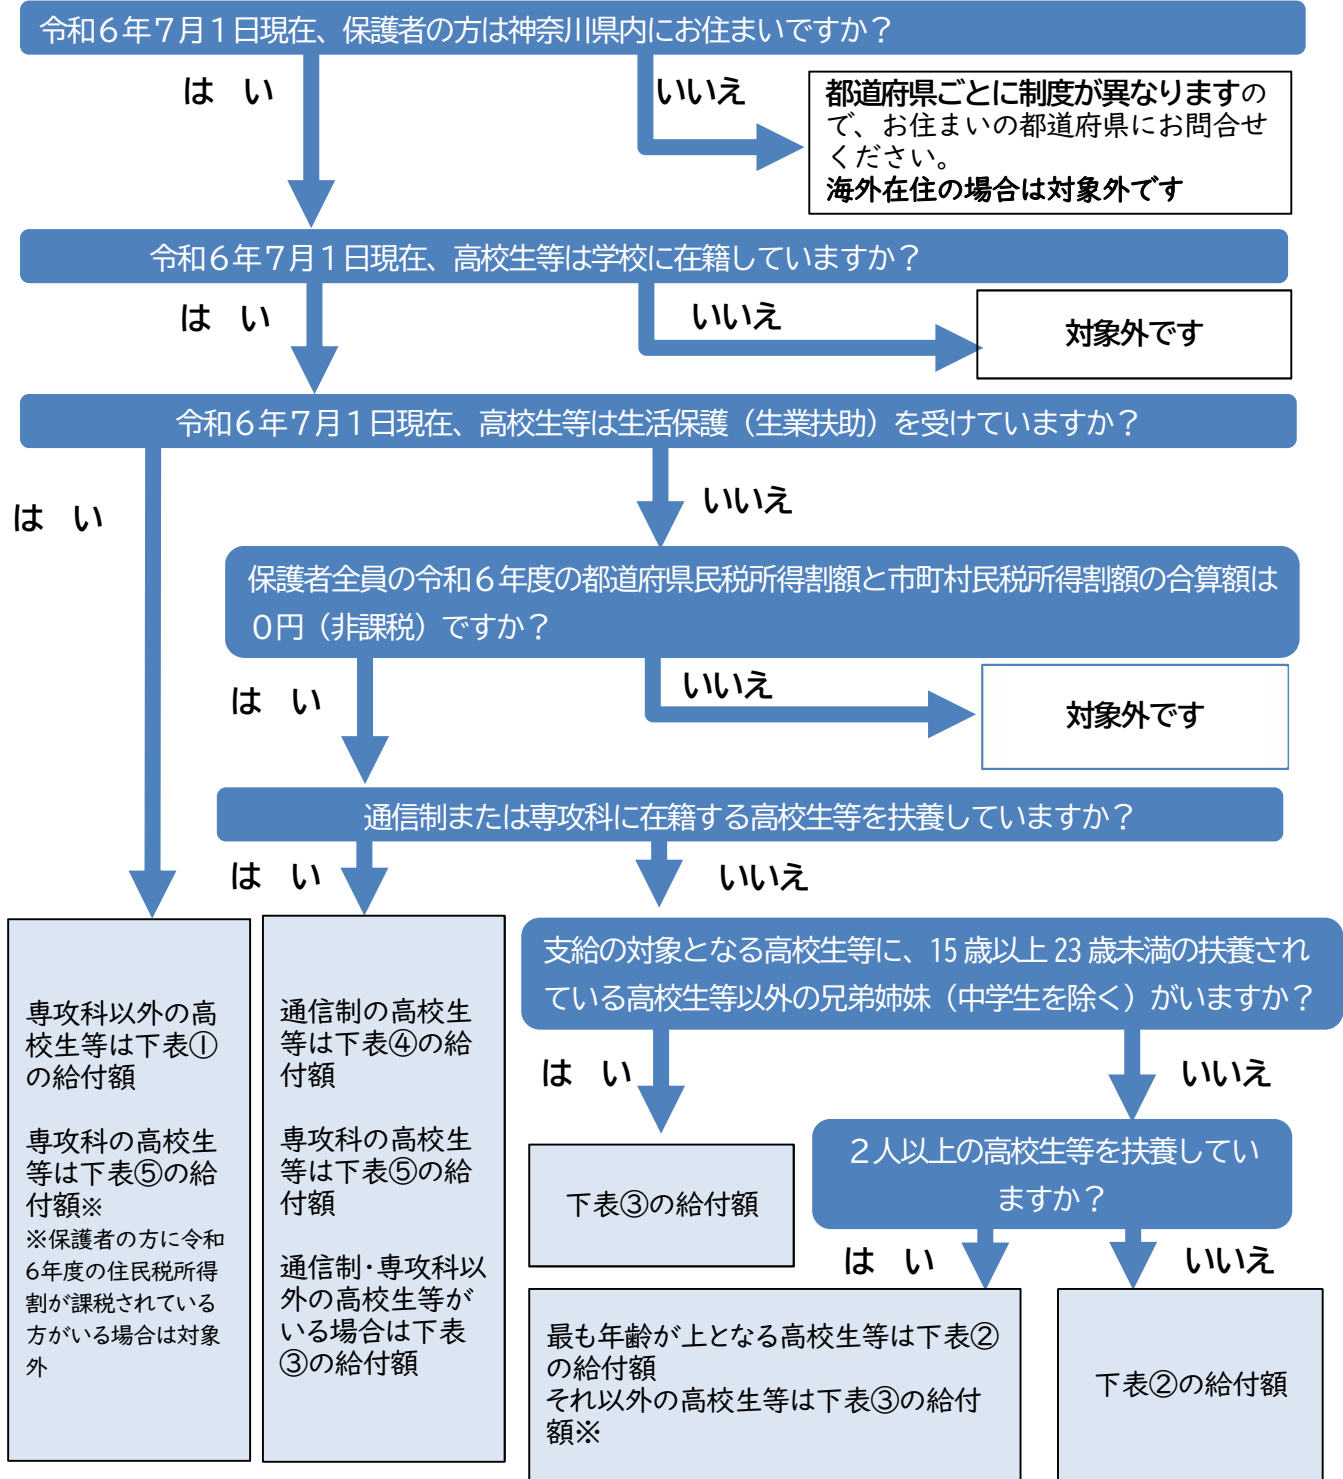 令和６年７月１日現在、保護者の方は神奈川県内にお住まいですか？
は　い
いいえ
都道府県ごとに制度が異なりますの
で、お住まいの都道府県にお問合せ
ください。
海外在住の場合は対象外です
令和６年７月１日現在、高校生等は学校に在籍していますか？
は　い
いいえ
対象外です
令和６年７月１日現在、高校生等は生活保護（生業扶助）を受けていますか？
は　い
いいえ
保護者全員の令和６年度の都道府県民税所得割額と市町村民税所得割額の合算額は
０円（非課税）ですか？
は　い
いいえ
対象外です
通信制または専攻科に在籍する高校生等を扶養していますか？
は　い
いいえ
専攻科以外の高
校生等は下表①
の給付額
専攻科の高校生
等は下表⑤の給
付額※
※保護者の方に令和
6年度の住民税所得
割が課税されている
方がいる場合は対象
外
通信制の高校生
等は下表④の給
付額
専攻科の高校生
等は下表⑤の給
付額
通信制・専攻科以
外の高校生等が
いる場合は下表
③の給付額
支給の対象となる高校生等に、15 歳以上 23 歳未満の扶養され
ている高校生等以外の兄弟姉妹（中学生を除く）がいますか？
は　い
いいえ
下表③の給付額
２人以上の高校生等を扶養してい
ますか？
は　い
いいえ
最も年齢が上となる高校生等は下表②
の給付額
それ以外の高校生等は下表③の給付
額※
下表②の給付額